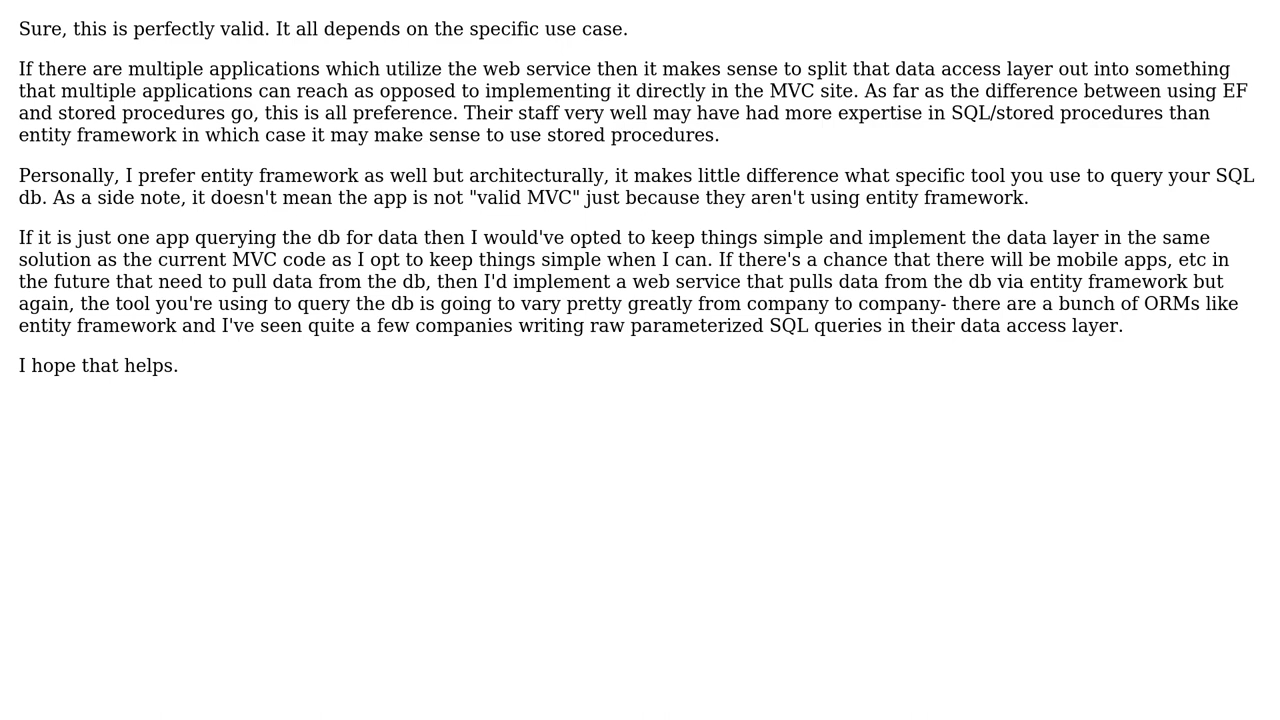 Sure, this is perfectly valid. It all depends on the specific use case.
If there are multiple applications which utilize the web service then it makes sense to split that data access layer out into something
that multiple applications can reach as opposed to implementing it directly in the MVC site. As far as the difference between using EF
and stored procedures go, this is all preference. Their staff very well may have had more expertise in SQL/stored procedures than
entity framework in which case it may make sense to use stored procedures.
Personally, I prefer entity framework as well but architecturally, it makes little difference what specific tool you use to query your SQL
db. As a side note, it doesn't mean the app is not "valid MVC" just because they aren't using entity framework.
If it is just one app querying the db for data then I would've opted to keep things simple and implement the data layer in the same
solution as the current MVC code as I opt to keep things simple when I can. If there's a chance that there will be mobile apps, etc in
the future that need to pull data from the db, then I'd implement a web service that pulls data from the db via entity framework but
again, the tool you're using to query the db is going to vary pretty greatly from company to company- there are a bunch of ORMs like
entity framework and I've seen quite a few companies writing raw parameterized SQL queries in their data access layer.
I hope that helps.